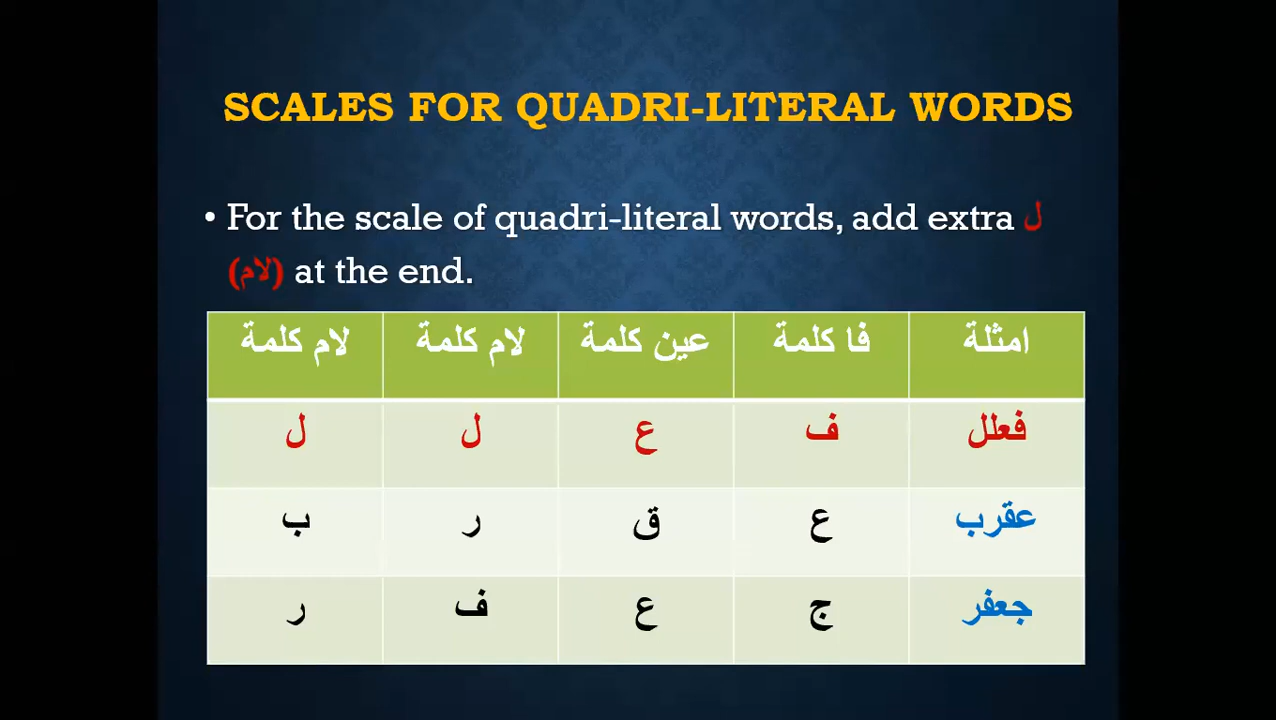 SCALES FOR QUADRI-LITERAL WORDS
• For the scale of quadri-literal words, add extra ل
(لام) at the end.
امثلة فا كلمة عين كلمة لام كلمة لام كلمة
فعلل ف ع ل ل
عقرب ع ق ر ب
جعفر ج ع ف ر